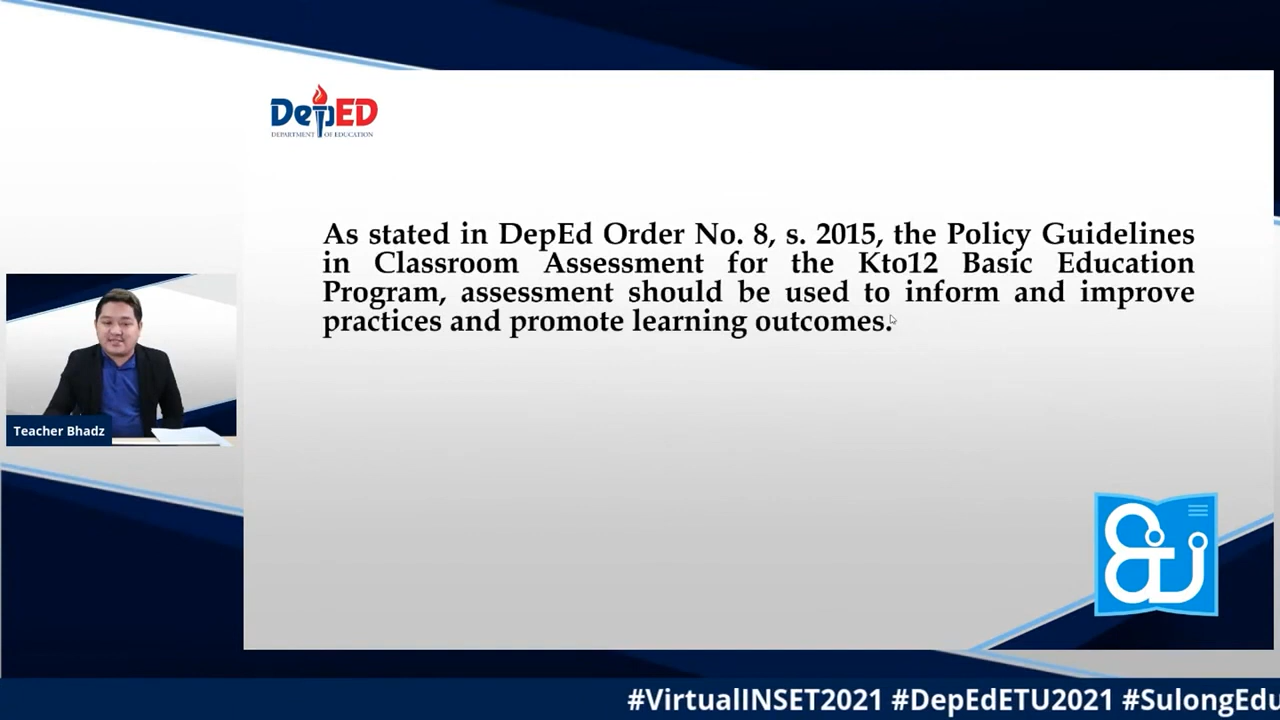 DepED
DEPARTMENT OF EDUCATION
As stated in DepEd Order No. 8, s. 2015, the Policy Guidelines
in Classroom Assessment for the Kto12 Basic Education
Program, assessment should be used to inform and improve
practices and promote learning outcomes.
Teacher Bhadz
#VirtualINSET2021 #DepEdETU2021 #SulongEdu